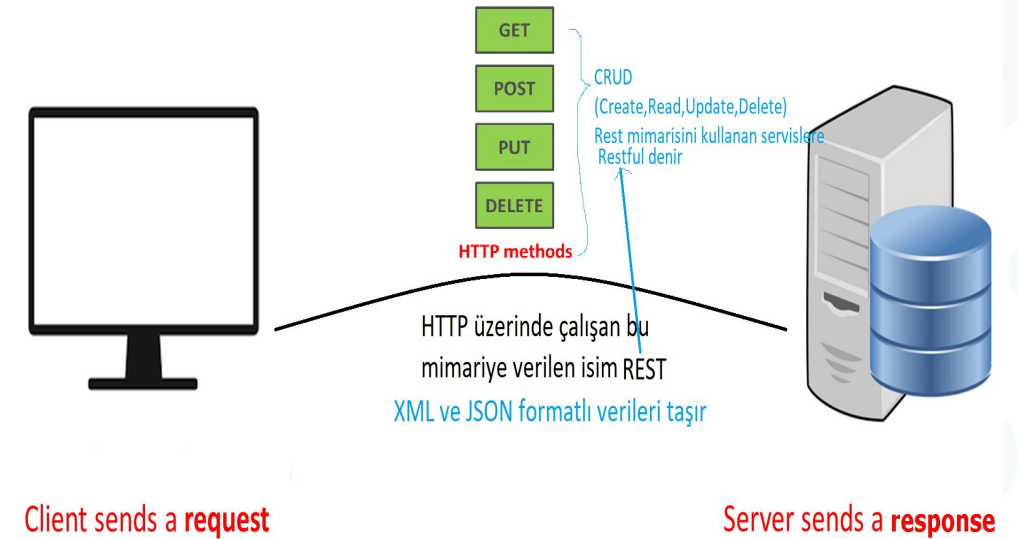 GET
POST
PUT
DELETE
HTTP methods
CRUD
(Create,Read,Update,Delete)
Rest mimarisini kullanan servislere
Restful denir
HTTP üzerinde çalışan bu
mimariye verilen isim REST
XML ve JSON formatlı verileri taşır
Client sends a request
Server sends a response